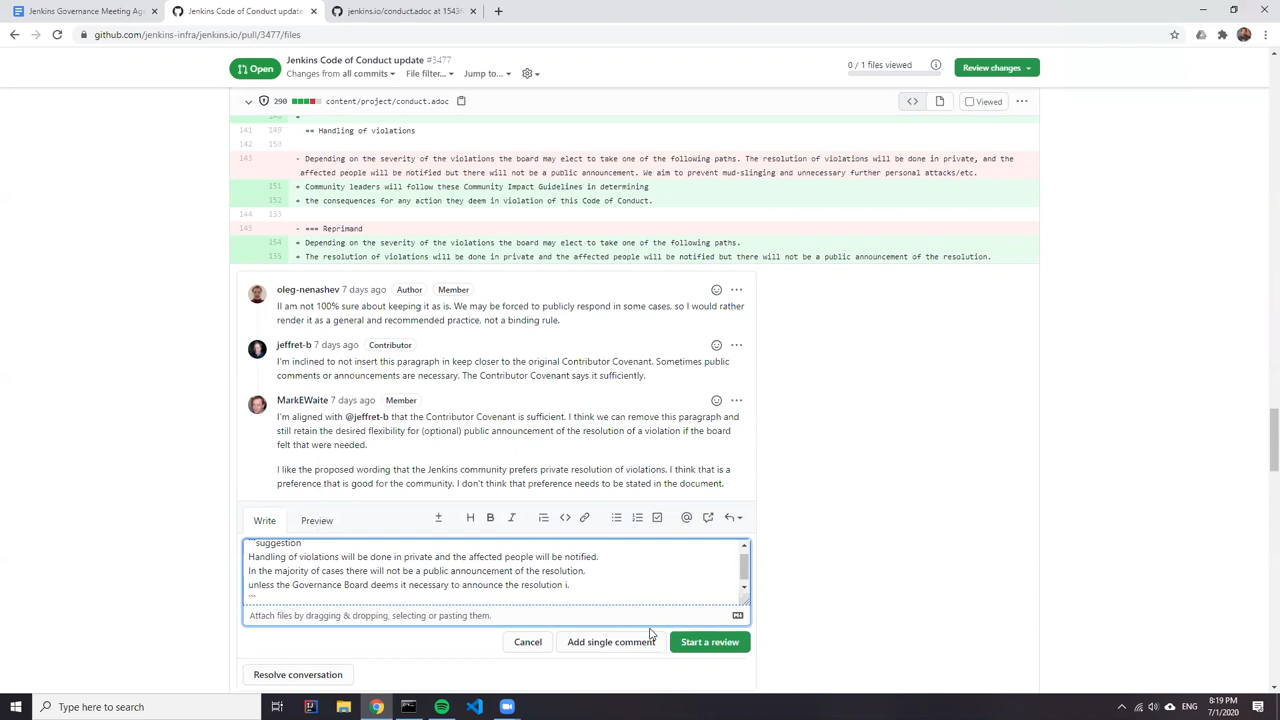 Jenkins Governance Meeting Age
Jenkins Code of Conduct update
jenkins.io/conduct.adoc at 1543f
github.com/jenkins-infra/jenkins.io/pull/3477/files
Open
Jenkins Code of Conduct update #3477
Changes from all commits
File filter...
Jump to...
0 / 1 files viewed
Review changes
290
content/project/conduct.adoc
Viewed
148
+
141 149 == Handling of violations
142 150
143 - Depending on the severity of the violations the board may elect to take one of the following paths. The resolution of violations will be done in private, and the
affected people will be notified but there will not be a public announcement. We aim to prevent mud-slinging and unnecessary further personal attacks/etc.
151 + Community leaders will follow these Community Impact Guidelines in determining
152 + the consequences for any action they deem in violation of this Code of Conduct.
144 153
145 - === Reprimand
154 + Depending on the severity of the violations the board may elect to take one of the following paths.
155 + The resolution of violations will be done in private and the affected people will be notified but there will not be a public announcement of the resolution.
oleg-nenashev 7 days ago Author Member
II am not 100% sure about keeping it as is. We may be forced to publicly respond in some cases, so I would rather
render it as a general and recommended practice, not a binding rule.
jeffret-b 7 days ago Contributor
I'm inclined to not insert this paragraph in keep closer to the original Contributor Covenant. Sometimes public
comments or announcements are necessary. The Contributor Covenant says it sufficiently.
MarkEWaite 7 days ago Member
I'm aligned with @jeffret-b that the Contributor Covenant is sufficient. I think we can remove this paragraph and
still retain the desired flexibility for (optional) public announcement of the resolution of a violation if the board
felt that were needed.
I like the proposed wording that the Jenkins community prefers private resolution of violations. I think that is a
preference that is good for the community. I don't think that preference needs to be stated in the document.
Write
Preview
```suggestion
Handling of violations will be done in private and the affected people will be notified.
In the majority of cases there will not be a public announcement of the resolution,
unless the Governance Board deems it necessary to announce the resolution i.
```
Attach files by dragging & dropping, selecting or pasting them.
Cancel
Add single comment
Start a review
Resolve conversation
Type here to search
8:19 PM
7/1/2020